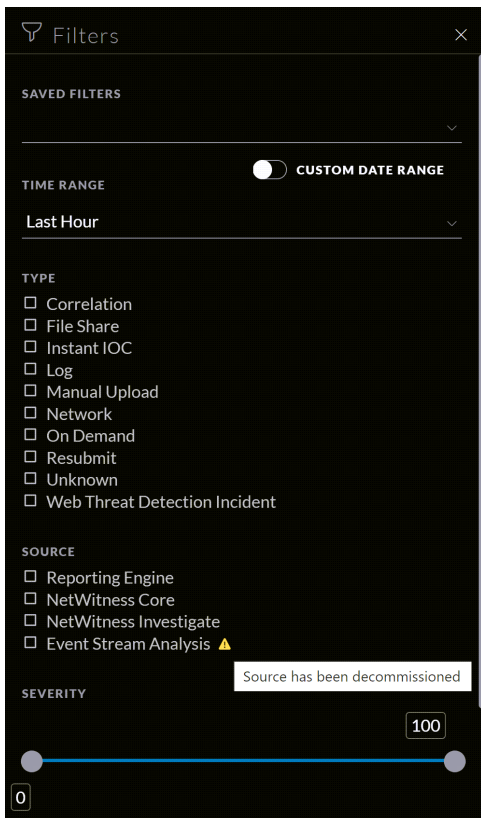 Filters
SAVED FILTERS
CUSTOM DATE RANGE
TIME RANGE
Last Hour
TYPE
Correlation
File Share
Instant IOC
Log
Manual Upload
Network
On Demand
Resubmit
Unknown
Web Threat Detection Incident
SOURCE
Reporting Engine
NetWitness Core
NetWitness Investigate
Event Stream Analysis
Source has been decommissioned
SEVERITY
100
0